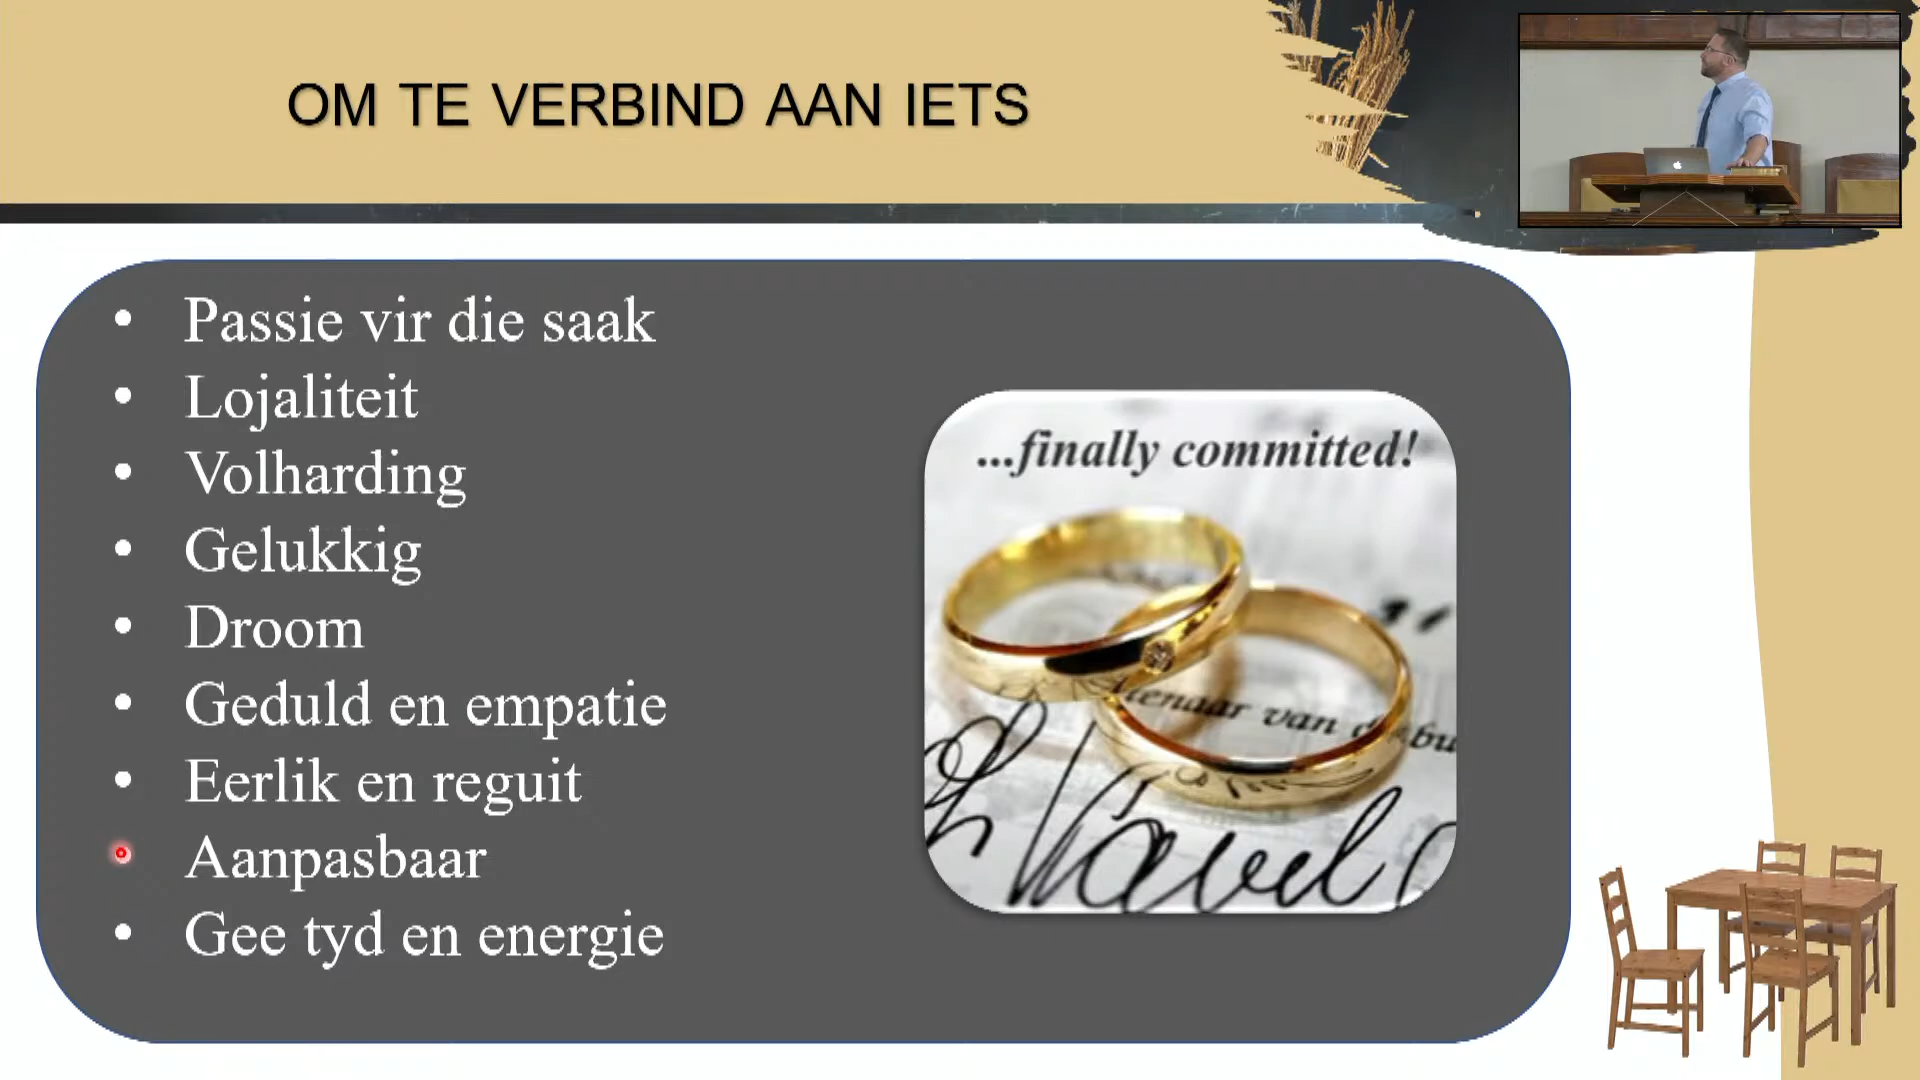 OM TE VERBIND AAN IETS
• Passie vir die saak
• Lojaliteit
• Volharding
• Gelukkig
• Droom
• Geduld en empatie
• Eerlik en reguit
• Aanpasbaar
• Gee tyd en energie
...finally committed!
van